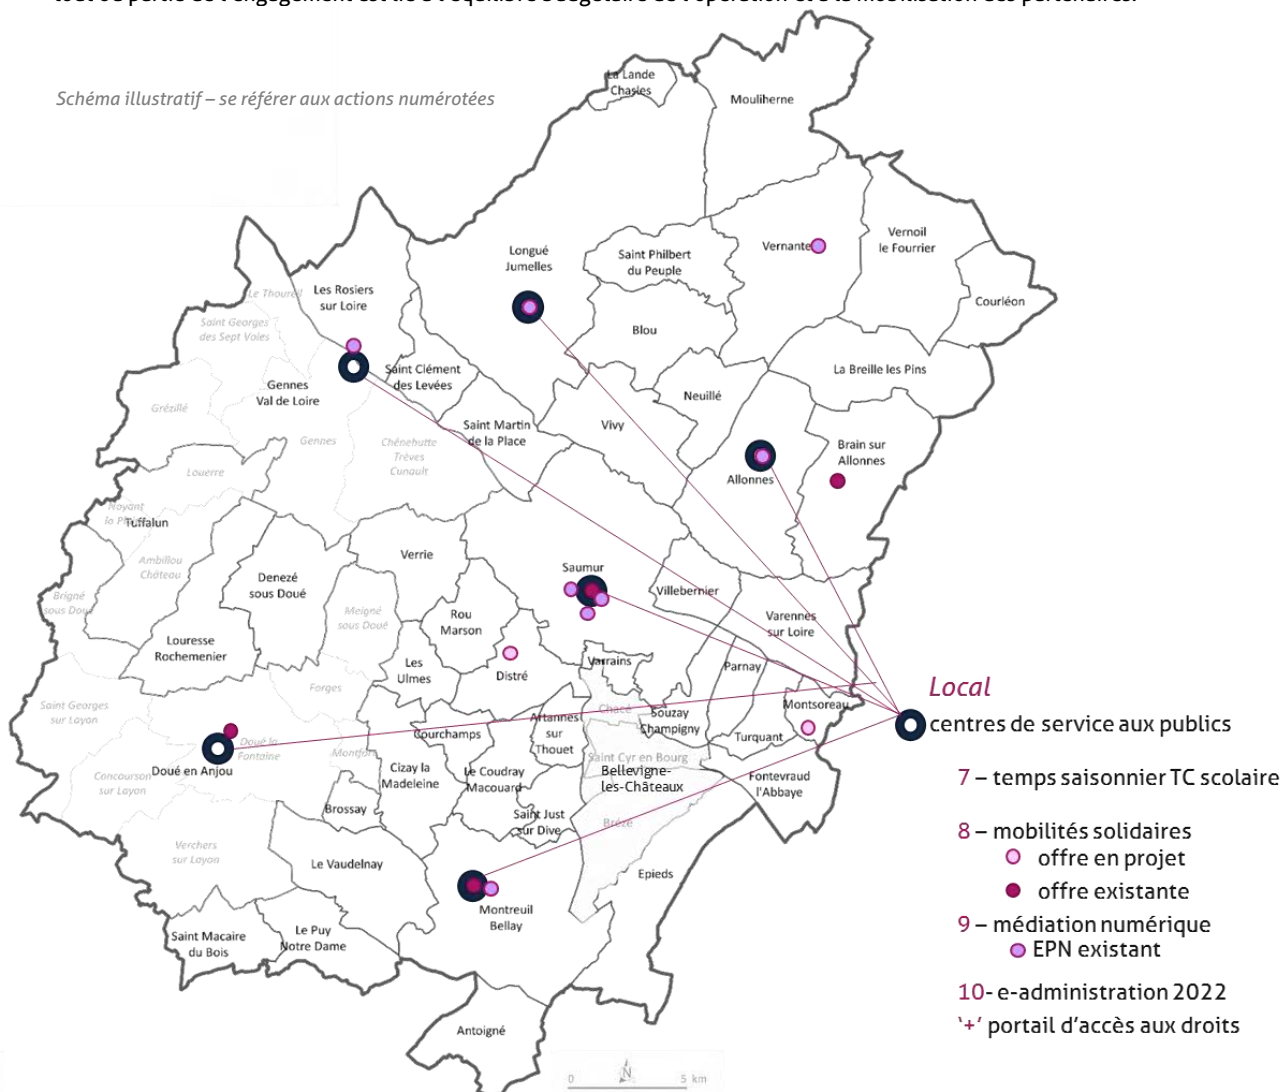 Schéma illustratif – se référer aux actions numérotées
La Lande
Chasles
Mouliherne
Longué
Jumelles
Saint Philbert
du Peuple
Vernante
Vernoil
le Fourrier
Courléon
Le Thoureil
Les Rosiers
sur Loire
Saint Georges
des Sept Voies
Blou
La Breille les Pins
Saint Clément
des Levées
Gennes
Val de Loire
Neuillé
Grézillé
Gennes
Chênehutte
Trèves
Cunault
Saint Martin
de la Place
Vivy
Brain sur
Allonnes
Louerre
Allonnes
Noyant
la Pl
Tuffalun
Ambillou
Château
Verrie
Saumur
Denezé
sous Doué
Brigné
sous Doué
Meigné
sous Doué
Villebernier
Rou
Marson
Varennes
sur Loire
Louresse
Rochemenier
Les
Ulmes
Distré
Varrains
Parnay
Forges
Saint Georges
sur Layon
Chacé
Montsoreau
Local
Artannes
sur
Thouet
Souzay
Champigny
centres de service aux publics
Courchamps
Turquant
Doué la
Fontaine
Montfort
Saint Cyr en Bourg
Doué en Anjou
Concourson
sur Layon
Cizay la
Madeleine
Le Coudray
Macouard
Bellevigne-
les-Châteaux
Fontevraud
l'Abbaye
7 – temps saisonnier TC scolaire
Brossay
Saint Just
sur Dive
Brézé
8 – mobilités solidaires
offre en projet
Verchers
sur Layon
Le Vaudelnay
Epieds
offre existante
Montreuil
Bellay
9 – médiation numérique
EPN existant
Saint Macaire
du Bois
Le Puy
Notre Dame
10- e-administration 2022
'+' portail d'accès aux droits
Antoigné
N
0 5 km